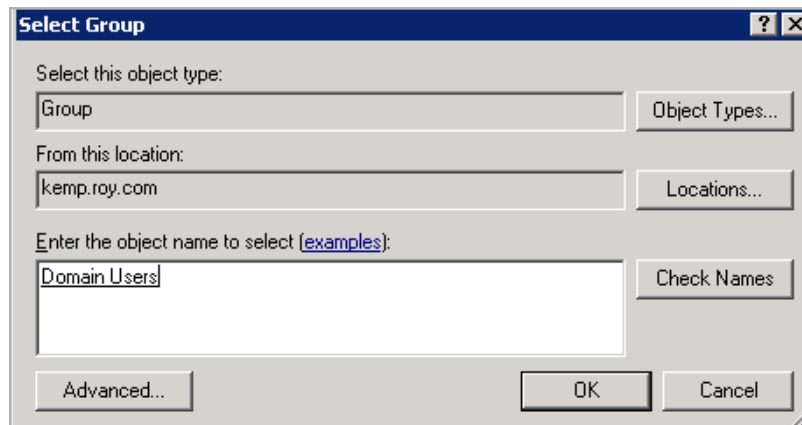 Select Group
Select this object type:
Group
Object Types...
From this location:
kemp.roy.com
Locations...
Enter the object name to select (examples):
Domain Users
Check Names
Advanced...
OK
Cancel